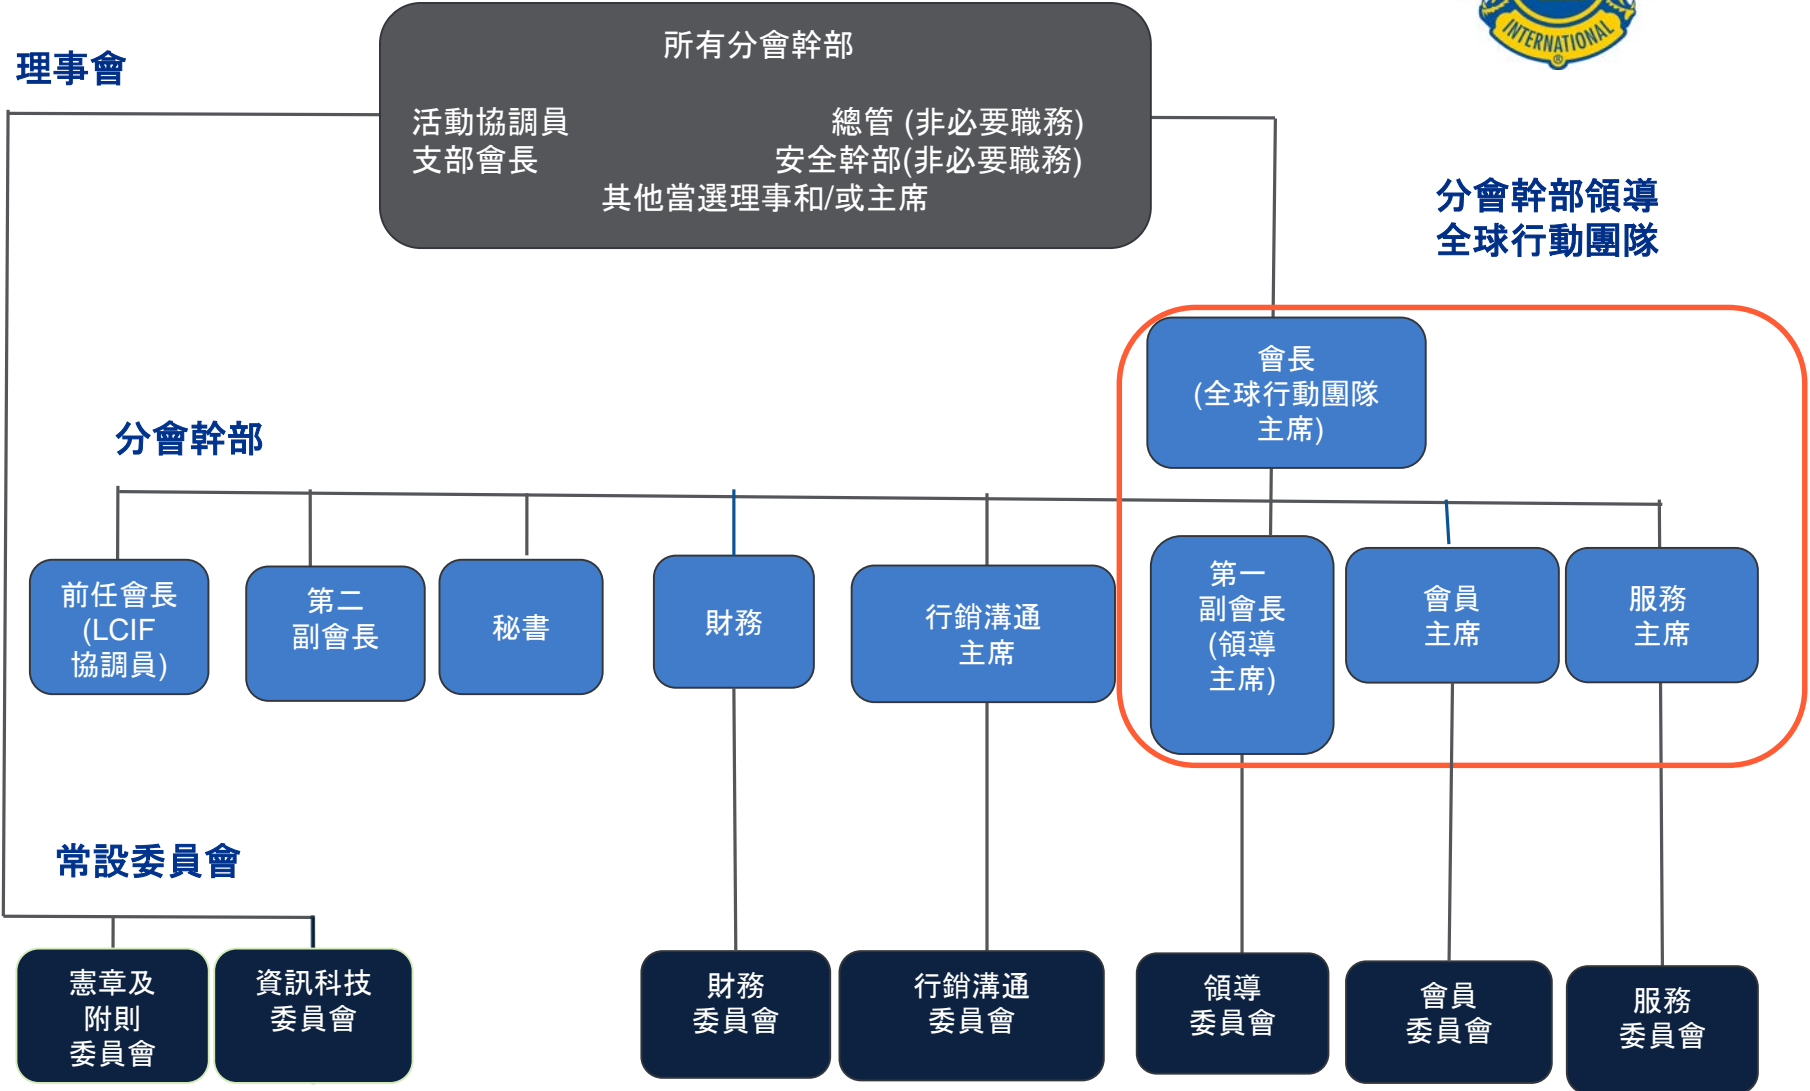 INTERNATIONAL
®
理事會
所有分會幹部
活動協調員 總管 (非必要職務)
支部會長 安全幹部(非必要職務)
其他當選理事和/或主席
分會幹部領導
全球行動團隊
會長
(全球行動團隊
主席)
分會幹部
前任會長
(LCIF
協調員)
第二
副會長
秘書
財務
行銷溝通
主席
第一
副會長
(領導
主席)
會員
主席
服務
主席
常設委員會
憲章及
附則
委員會
資訊科技
委員會
財務
委員會
行銷溝通
委員會
領導
委員會
會員
委員會
服務
委員會